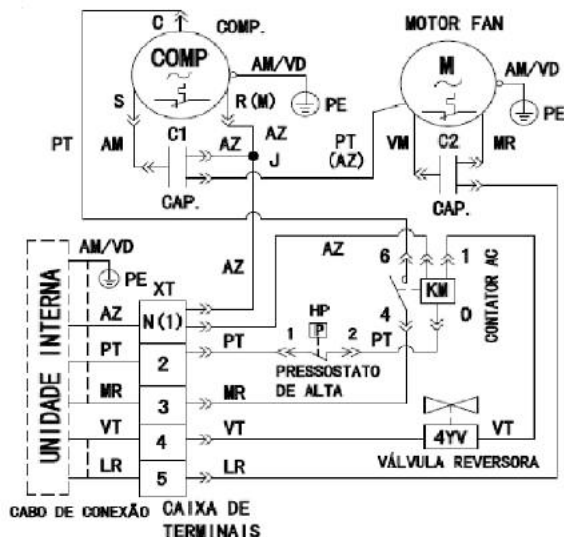 C
COMP.
COMP
S
R(M)
AM/VD
PE
PT
AM
C1
AZ
AZ
J
CAP.
MOTOR FAN
M
AM/VD
PE
PT
(AZ)
VM
C2
MR
CAP.
AZ
AZ
6
1
KM
4
0
CONTATOR AC
UNIDADE INTERNA
AM/VD
PE
XT
AZ
N(1)
PT
2
PT
HP
1
P
2
PT
PRESSOSTATO
DE ALTA
MR
3
MR
VT
4
VT
4YV
VT
VÁLVULA REVERSORA
LR
5
LR
CABO DE CONEXÃO
CAIXA DE
TERMINAIS